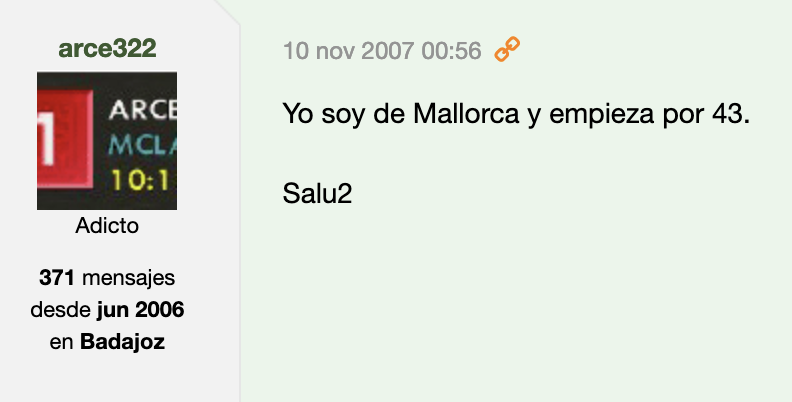 arce322
1
ARCE
MCLA
10:1
Adicto
371 mensajes
desde jun 2006
en Badajoz
10 nov 2007 00:56
Yo soy de Mallorca y empieza por 43.
Salu2